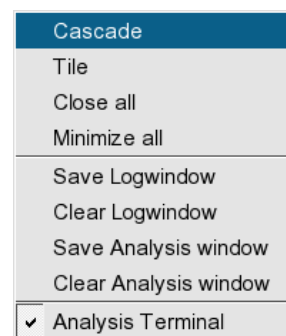 Cascade
Tile
Close all
Minimize all
Save Logwindow
Clear Logwindow
Save Analysis window
Clear Analysis window
Analysis Terminal